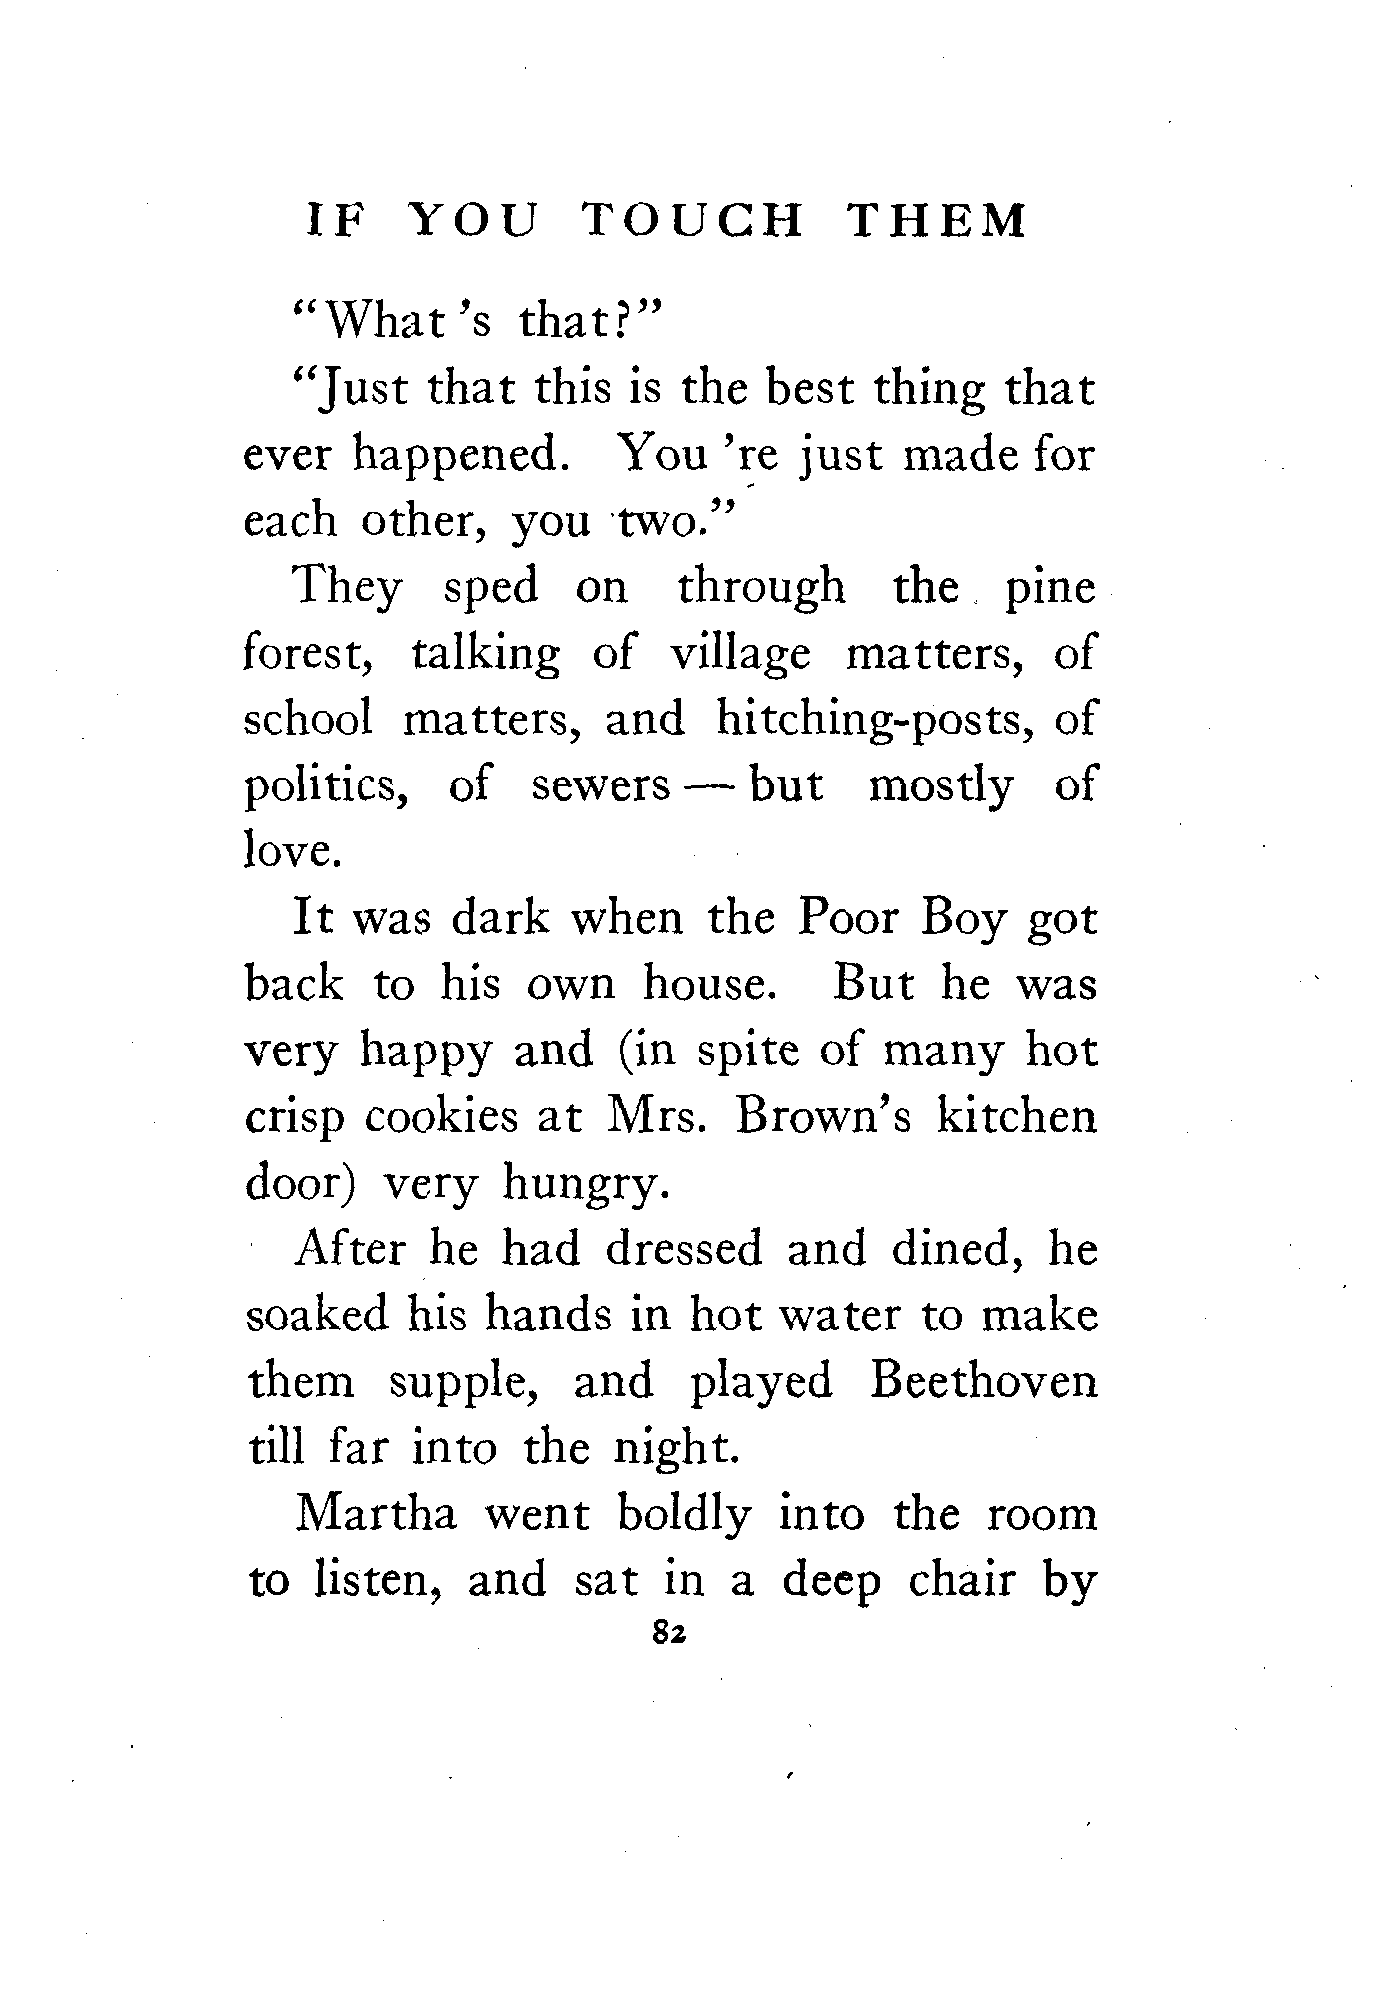 IF YOU TOUCH THEM
"What 's that?"
"Just that this is the best thing that
ever happened. You 're just made for
each other, you two."
They sped on through the pine
forest, talking of village matters, of
school matters, and hitching-posts, of
politics, of sewers — but mostly of
love.
It was dark when the Poor Boy got
back to his own house. But he was
very happy and (in spite of many hot
crisp cookies at Mrs. Brown's kitchen
door) very hungry.
After he had dressed and dined, he
soaked his hands in hot water to make
them supple, and played Beethoven
till far into the night.
Martha went boldly into the room
to listen, and sat in a deep chair by
82